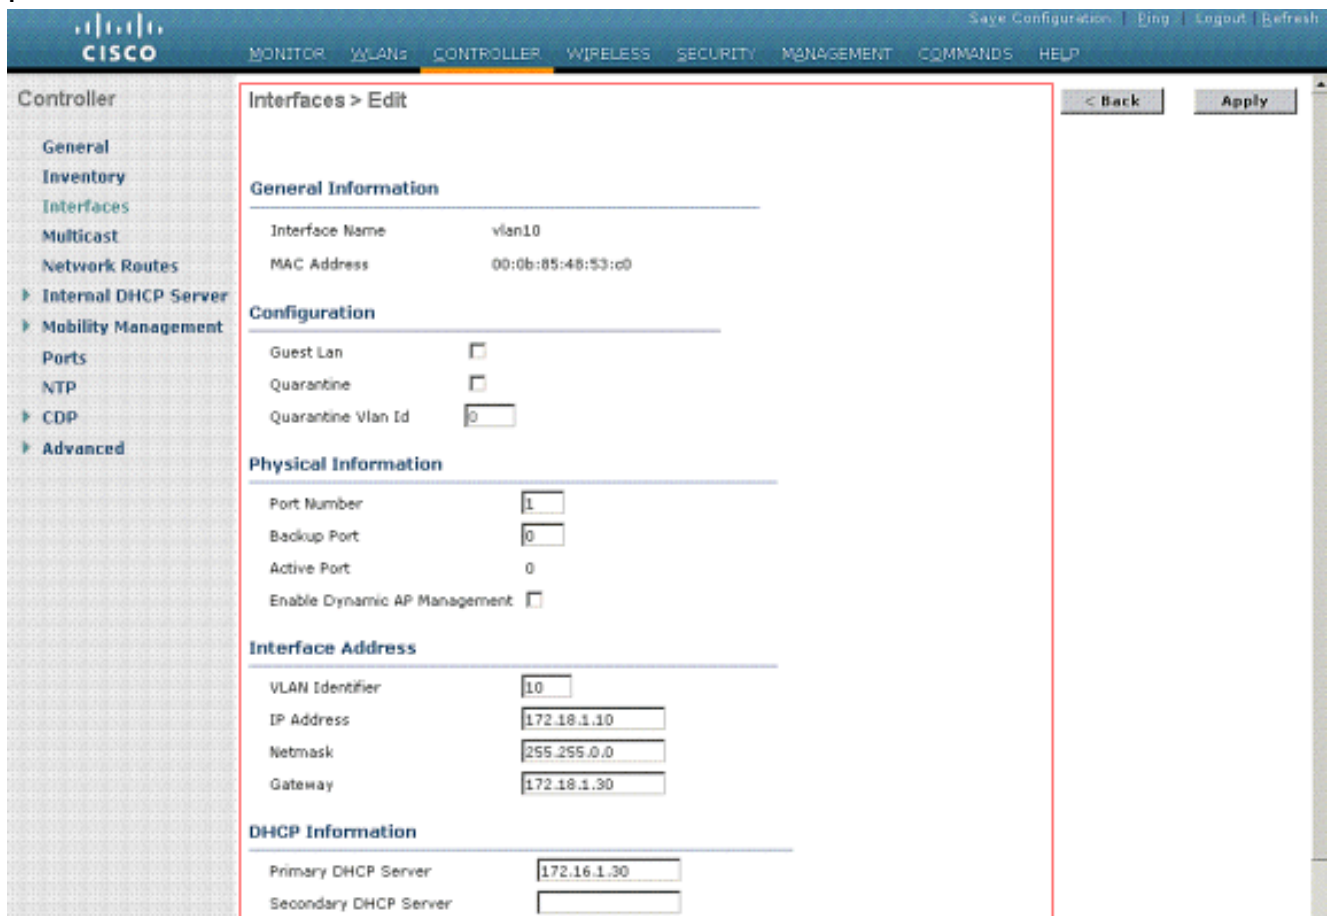 Save Configuration | Ping | Logout | Refresh
CISCO
MONITOR WLANs CONTROLLER WIRELESS SECURITY MANAGEMENT COMMANDS HELP
Controller
General
Inventory
Interfaces
Multicast
Network Routes
Internal DHCP Server
Mobility Management
Ports
NTP
CDP
Advanced
Interfaces > Edit
< Back
Apply
General Information
Interface Name vlan10
MAC Address 00:0b:85:48:53:c0
Configuration
Guest Lan
Quarantine
Quarantine Vlan Id 0
Physical Information
Port Number 1
Backup Port 0
Active Port 0
Enable Dynamic AP Management
Interface Address
VLAN Identifier 10
IP Address 172.18.1.10
Netmask 255.255.0.0
Gateway 172.18.1.30
DHCP Information
Primary DHCP Server 172.16.1.30
Secondary DHCP Server